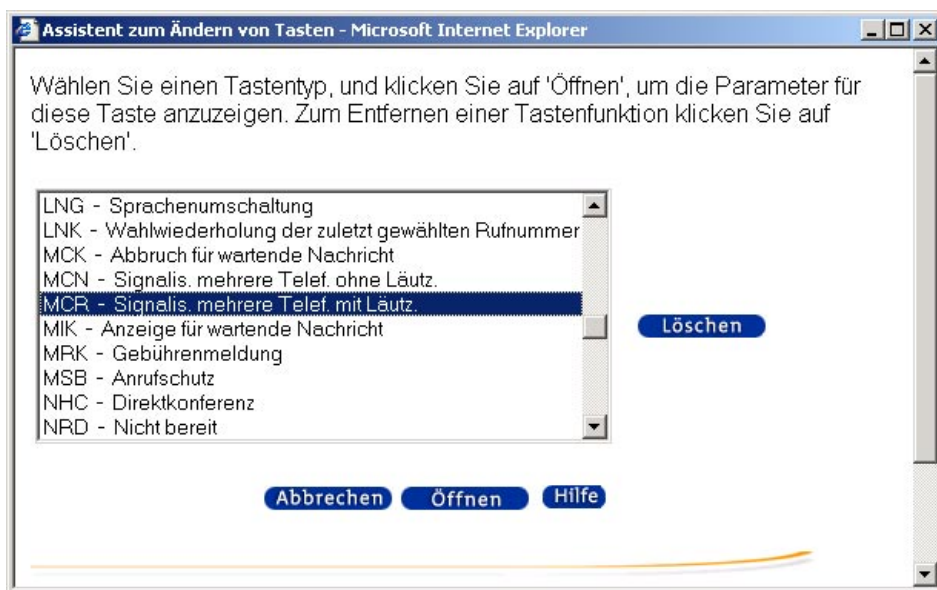 Assistent zum Ändern von Tasten - Microsoft Internet Explorer
Wählen Sie einen Tastentyp, und klicken Sie auf 'Öffnen', um die Parameter für
diese Taste anzuzeigen. Zum Entfernen einer Tastenfunktion klicken Sie auf
'Löschen'.
LNG - Sprachenumschaltung
LNK - Wahlwiederholung der zuletzt gewählten Rufnummer
MCK - Abbruch für wartende Nachricht
MCN - Signalis. mehrere Telef. ohne Läutz.
MCR - Signalis. mehrere Telef. mit Läutz.
MIK - Anzeige für wartende Nachricht
MRK - Gebührenmeldung
MSB - Anrufschutz
NHC - Direktkonferenz
NRD - Nicht bereit
Löschen
Abbrechen Öffnen Hilfe